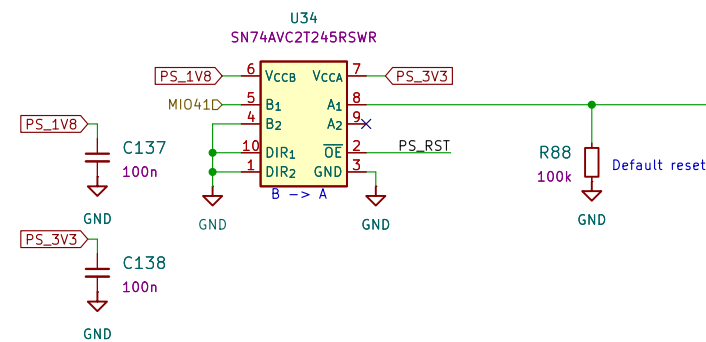 U34
SN74AVC2T245RSWR
PS_1V8 6 VCCB VCCA 7 PS_3V3
MIO41 5 B1 A1 8
4 B2 A2 9
10 DIR1 OE 2 PS_RST
1 DIR2 GND 3
B -> A
GND
GND
PS_1V8
C137
100n
GND
PS_3V3
C138
100n
GND
R88
100k
Default reset
GND